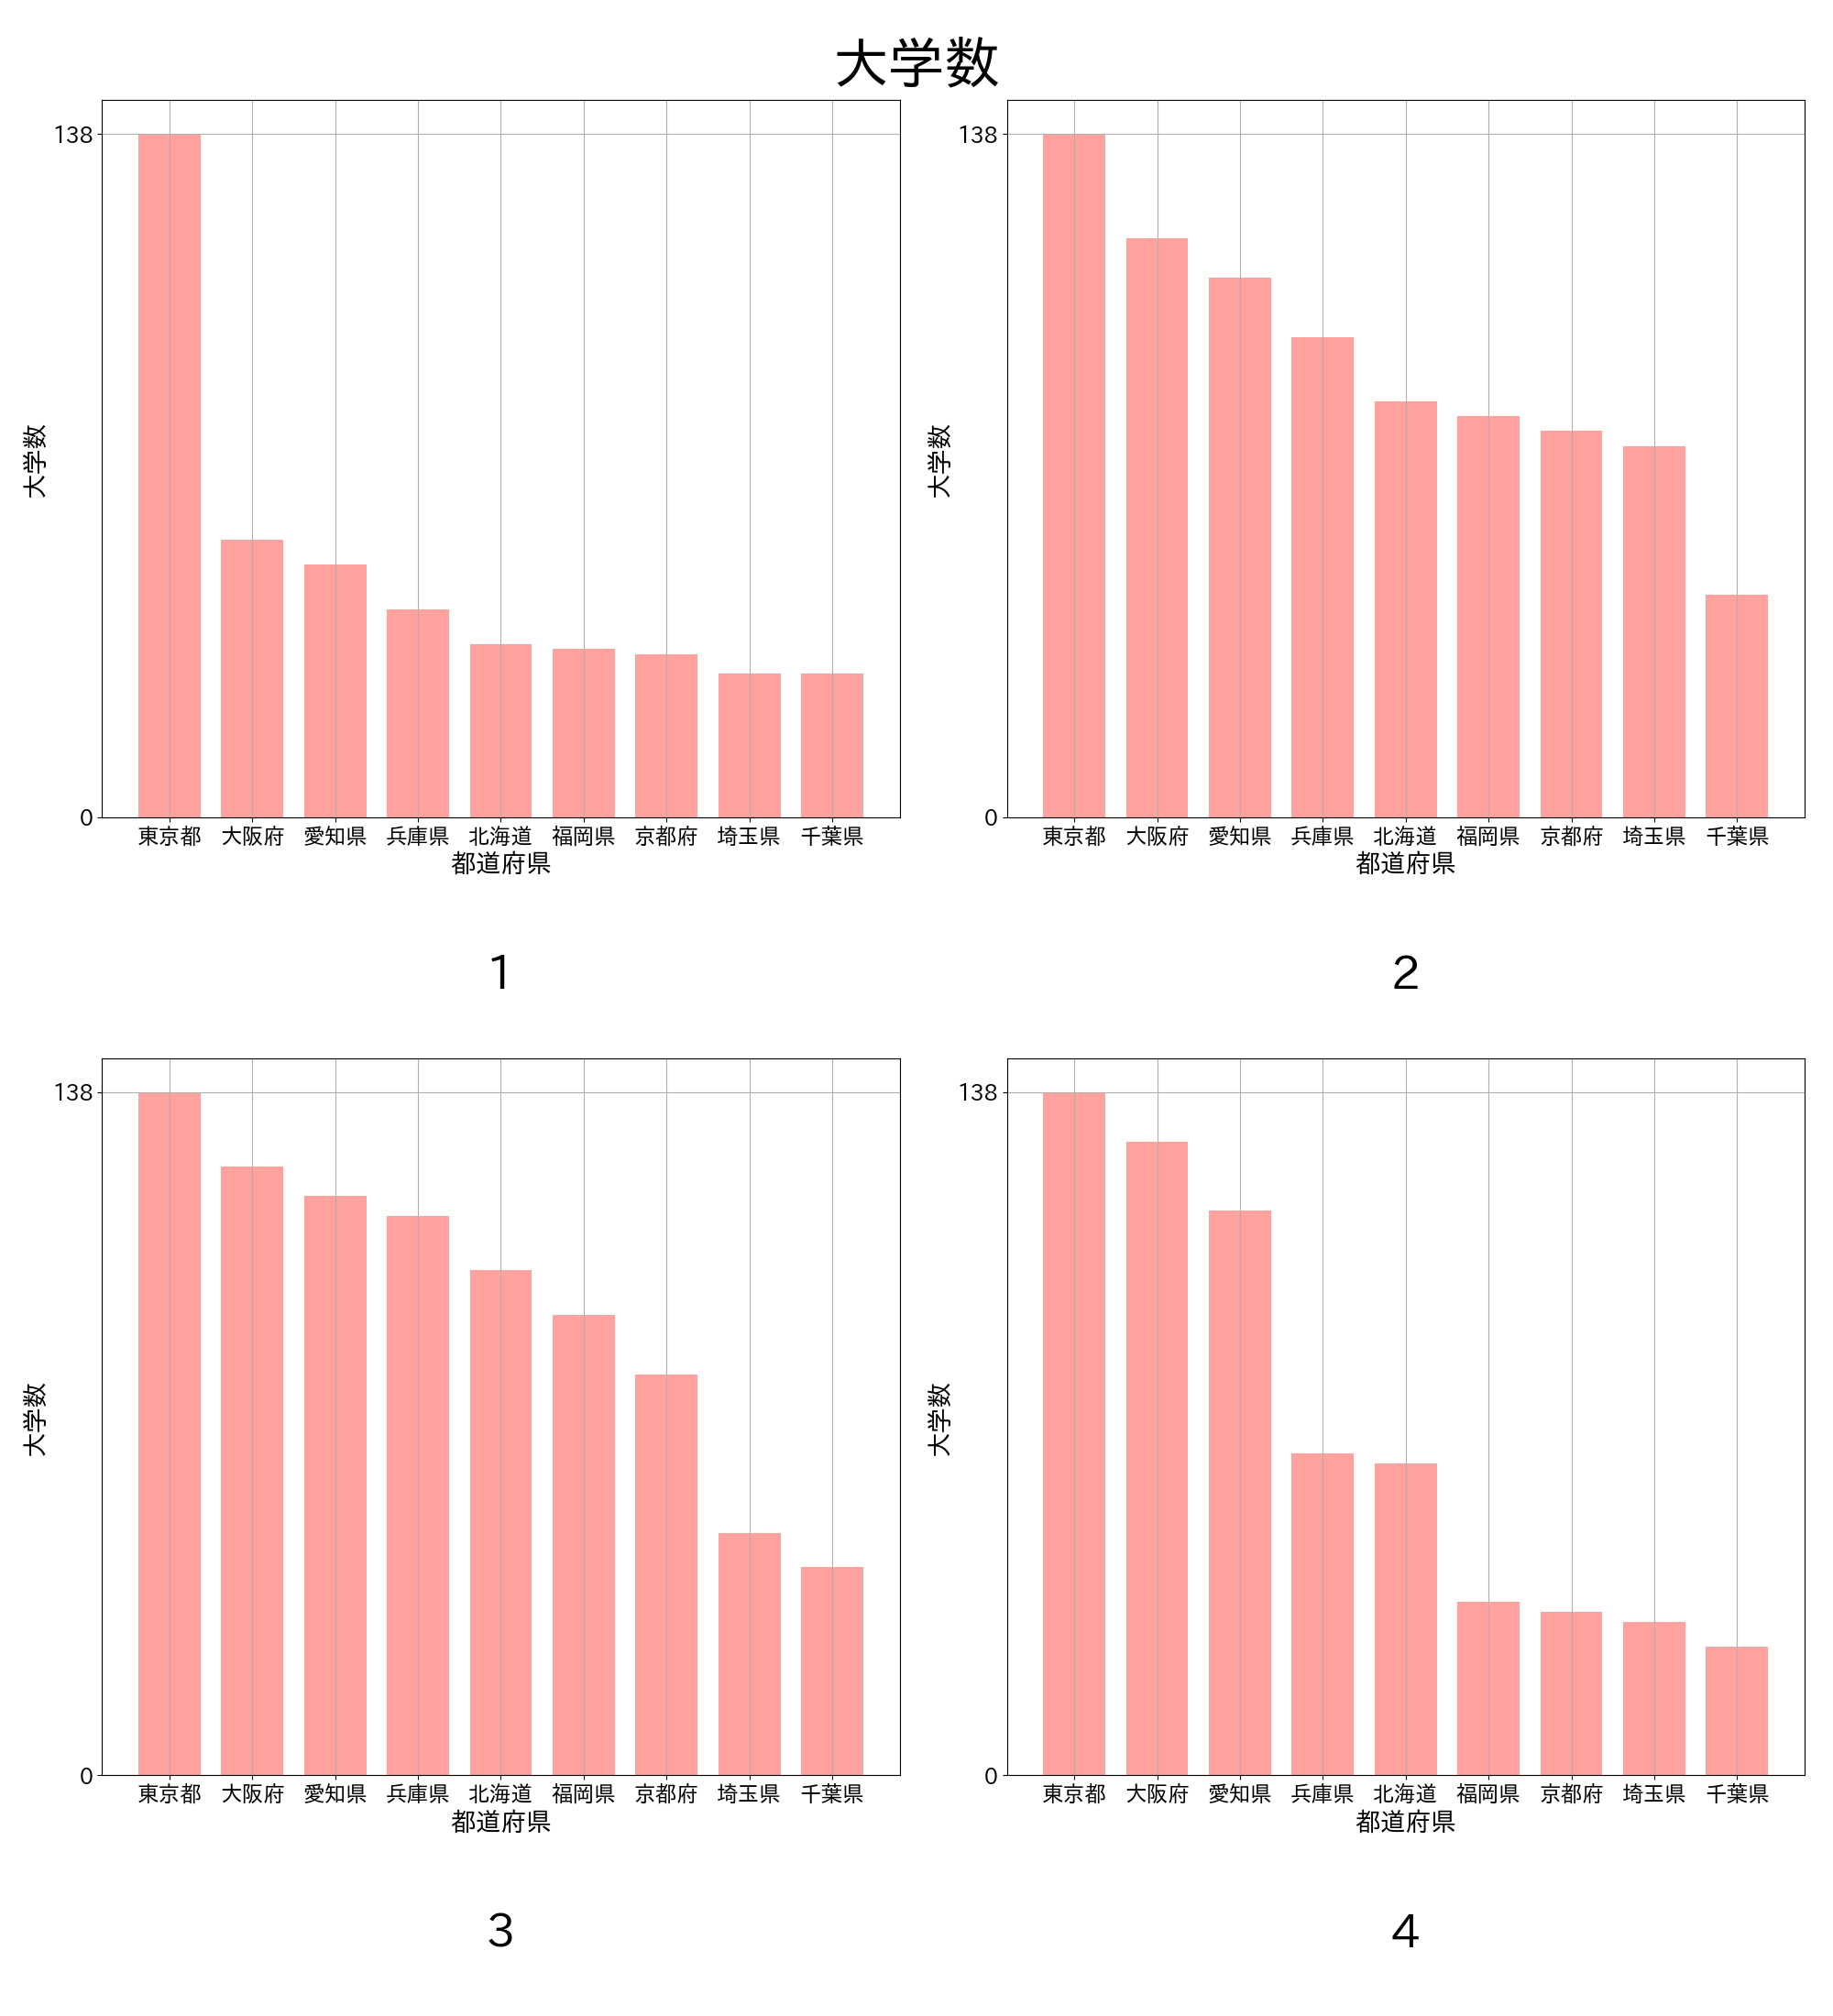 大学数
138
0
大学数
東京都 大阪府 愛知県 兵庫県 北海道 福岡県 京都府 埼玉県 千葉県
都道府県
1
138
0
大学数
東京都 大阪府 愛知県 兵庫県 北海道 福岡県 京都府 埼玉県 千葉県
都道府県
2
138
0
大学数
東京都 大阪府 愛知県 兵庫県 北海道 福岡県 京都府 埼玉県 千葉県
都道府県
3
138
0
大学数
東京都 大阪府 愛知県 兵庫県 北海道 福岡県 京都府 埼玉県 千葉県
都道府県
4